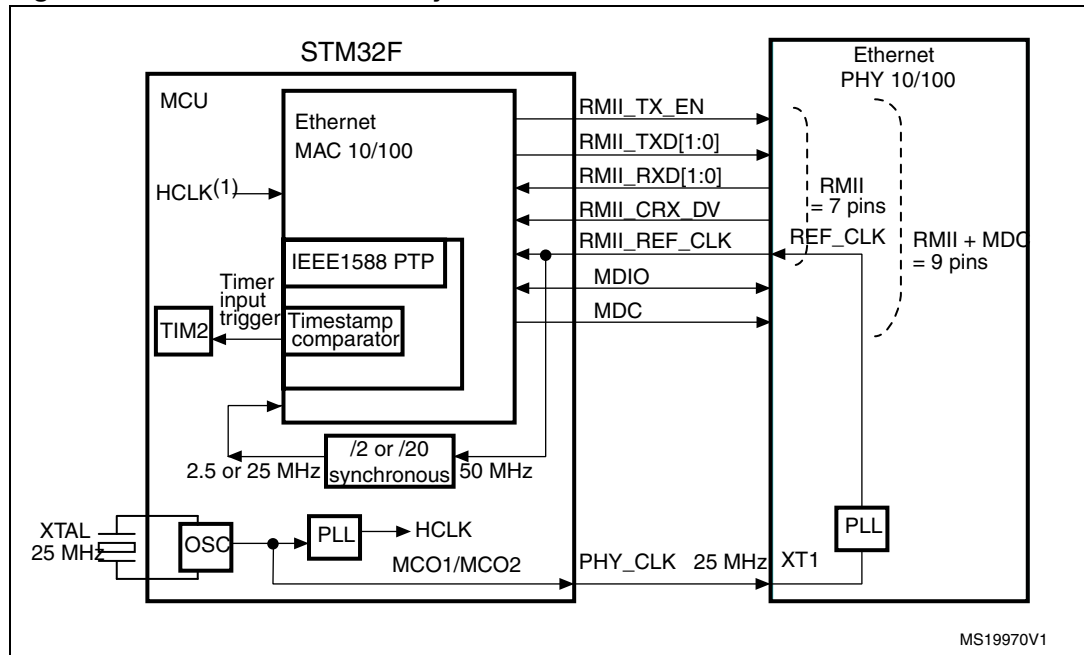 STM32F
MCU
Ethernet
MAC 10/100
HCLK(1)
IEEE1588 PTP
Timer
input
trigger
Timestamp
comparator
TIM2
/2 or /20
synchronous
2.5 or 25 MHz
50 MHz
XTAL
25 MHz
OSC
PLL
HCLK
MCO1/MCO2
RMII_TX_EN
RMII_TXD[1:0]
RMII_RXD[1:0]
RMII_CRX_DV
RMII_REF_CLK
MDIO
MDC
PHY_CLK 25 MHz
Ethernet
PHY 10/100
RMII
= 7 pins
REF_CLK
RMII + MDC
= 9 pins
PLL
XT1
MS19970V1